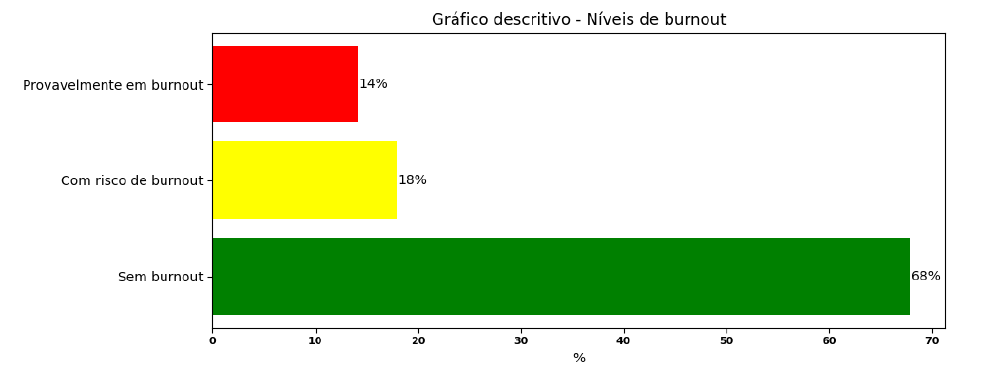 Gráfico descritivo - Níveis de burnout
Provavelmente em burnout
14%
Com risco de burnout
18%
Sem burnout
68%
0 10 20 30 40 50 60 70
%